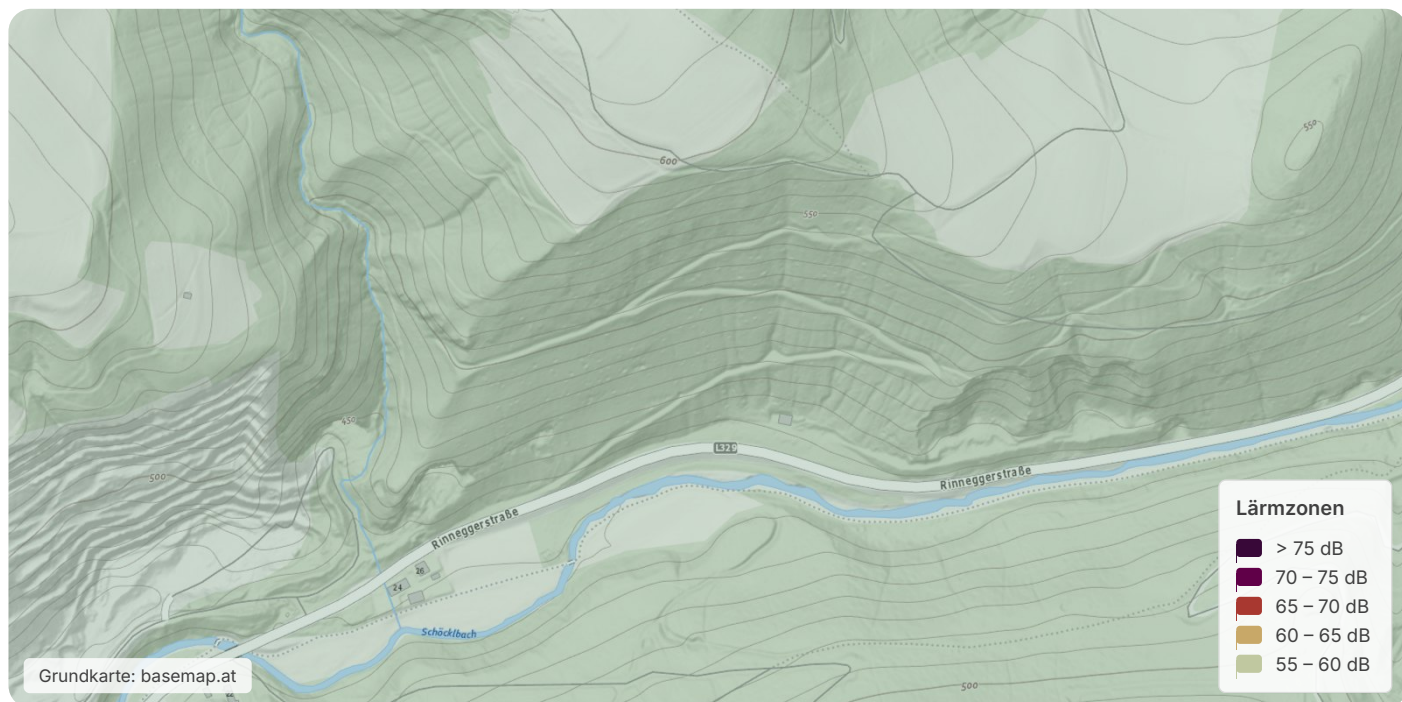 550
600
550
450
500
L329
Rinneggerstraße
Rinneggerstraße
26
24
Schöcklbach
500
Lärmzonen
> 75 dB
70 – 75 dB
65 – 70 dB
60 – 65 dB
55 – 60 dB
Grundkarte: basemap.at